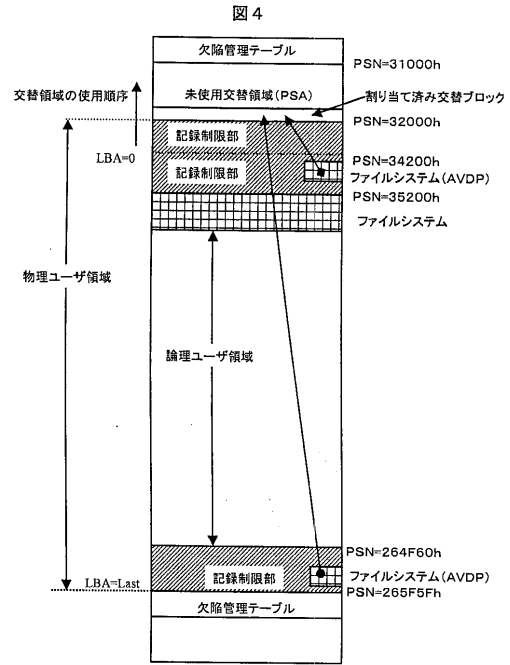 図４
欠陥管理テーブル
PSN=31000h
交替領域の使用順序
未使用交替領域(PSA)
割り当て済み交替ブロック
PSN=32000h
記録制限部
LBA=0
PSN=34200h
記録制限部
ファイルシステム(AVDP)
PSN=35200h
ファイルシステム
物理ユーザ領域
論理ユーザ領域
PSN=264F60h
記録制限部
ファイルシステム(AVDP)
LBA=Last
PSN=265F5Fh
欠陥管理テーブル